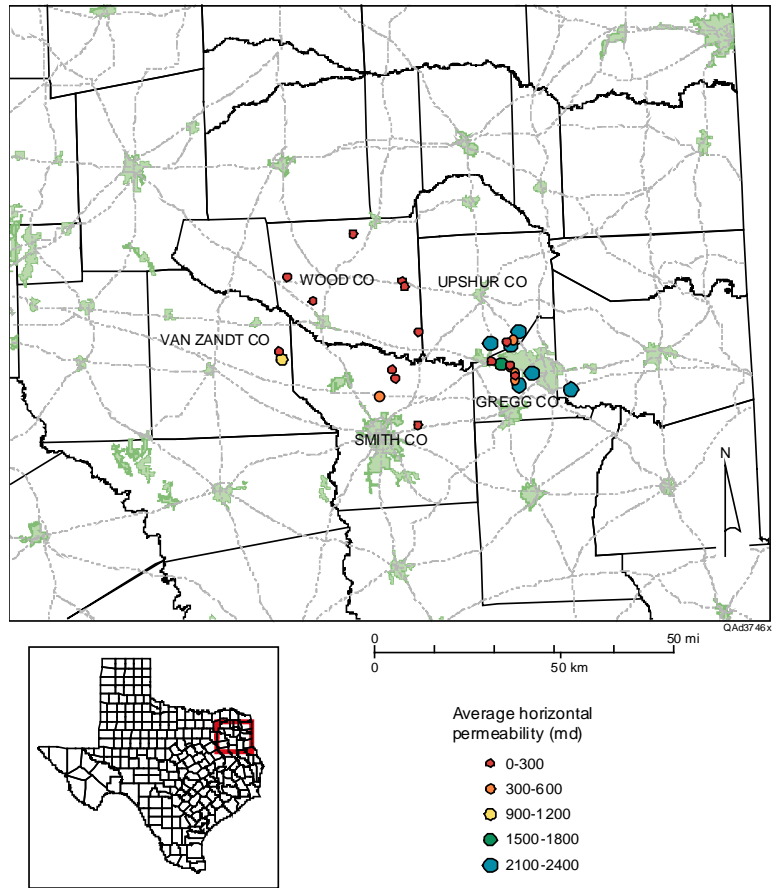 WOOD CO
UPSHUR CO
VAN ZANDT CO
GREGG CO
SMITH CO
N
QAd3746x
0 50 mi
0 50 km
Average horizontal
permeability (md)
0-300
300-600
900-1200
1500-1800
2100-2400